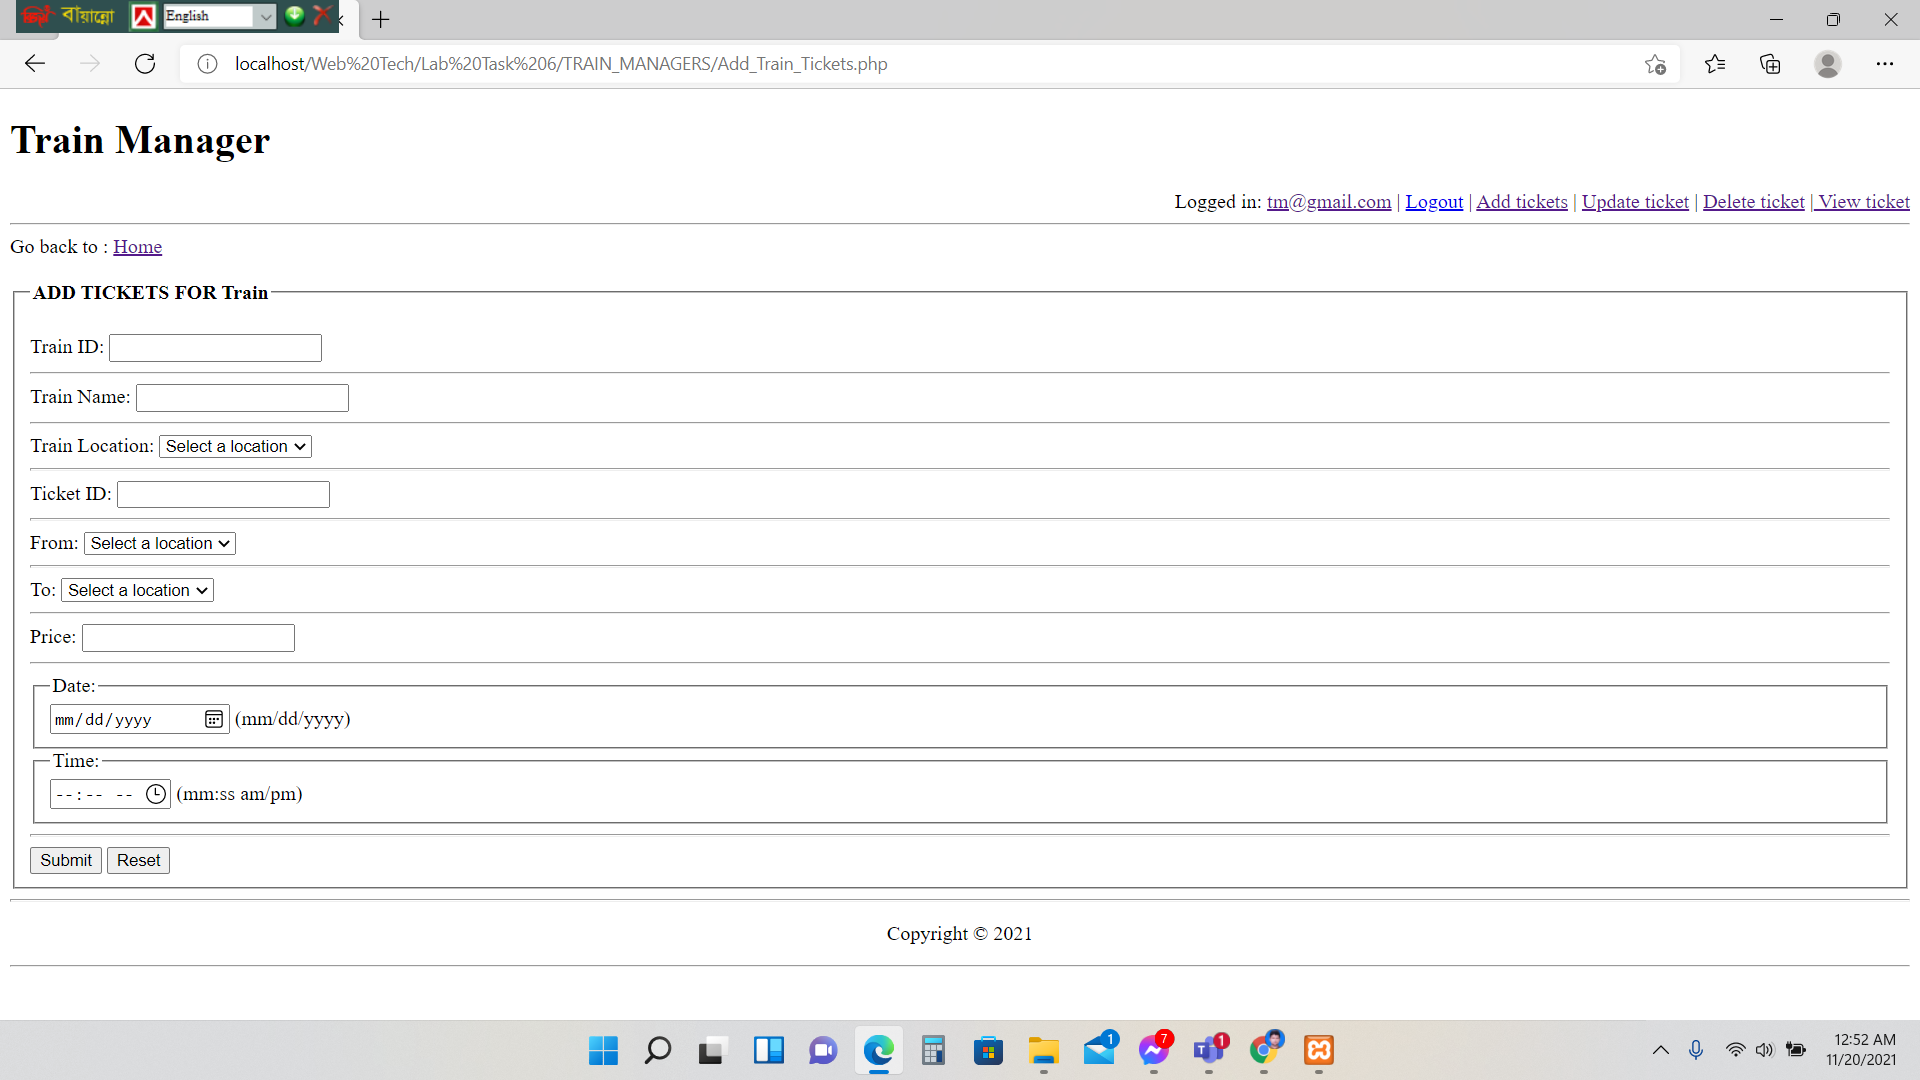 বায়ান্নো English
localhost/Web%20Tech/Lab%20Task%206/TRAIN_MANAGERS/Add_Train_Tickets.php
Train Manager
Logged in: tm@gmail.com | Logout | Add tickets | Update ticket | Delete ticket | View ticket
Go back to : Home
ADD TICKETS FOR Train
Train ID:
Train Name:
Train Location: Select a location
Ticket ID:
From: Select a location
To: Select a location
Price:
Date:
mm/dd/yyyy (mm/dd/yyyy)
Time:
--:-- -- (mm:ss am/pm)
Submit Reset
Copyright © 2021
1 7 1
12:52 AM
11/20/2021